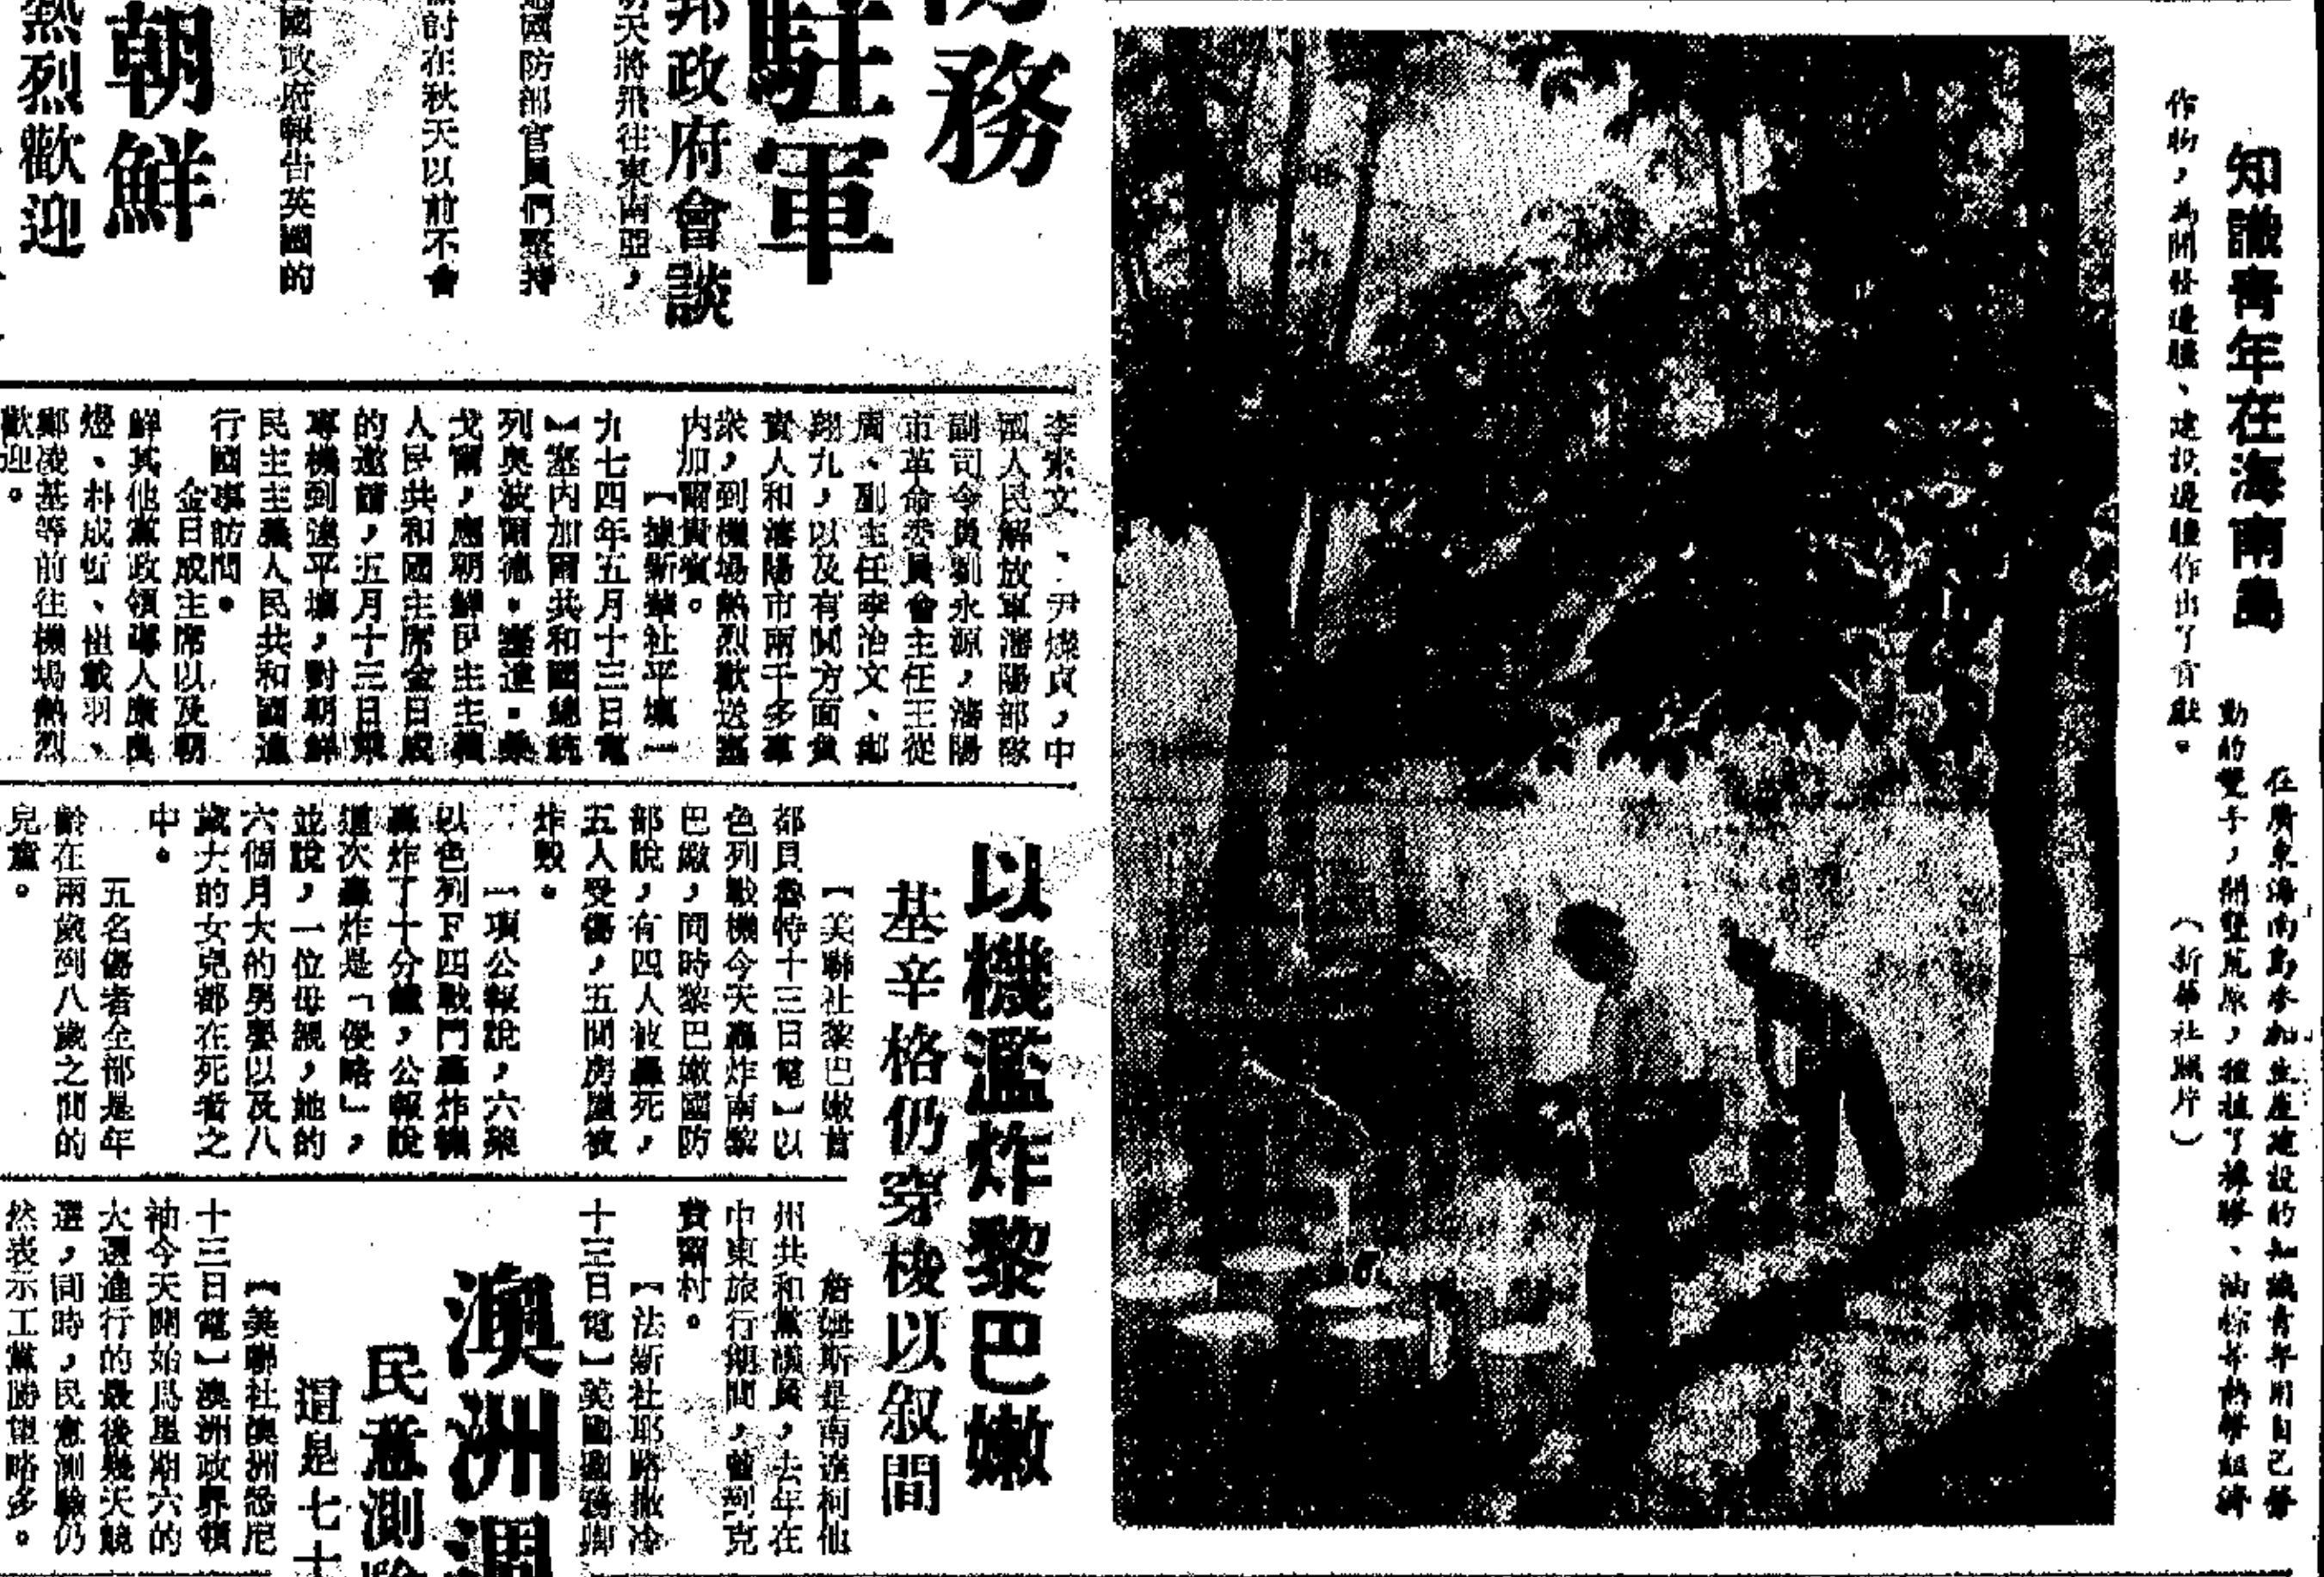 知識青年在海南島
在廣東海南島參加生產建設的知識青年用自己勤
動的雙手，開墾荒原，種植了橡膠、油棕等熱帶經濟
作物，為開發邊疆、建設邊疆作出了貢獻。
（新華社照片）
務
駐軍
邦政府會談
天將飛往東南亞，
國防部官員們堅持
討在秋天以前不會
國政府報告英國的
朝鮮
熱烈歡迎
李素文、尹燦貞，中
國人民解放軍瀋陽部隊
副司令員劉永源，瀋陽
市革命委員會主任王從
周、副主任李治文、鄭
翔九，以及有關方面負
責人和瀋陽市兩千多羣
衆，到機場熱烈歡送塞
内加爾貴賓。
【據新華社平壤一
九七四年五月十三日電
】塞内加爾共和國總統
列奧波爾德·塞達·桑
戈爾，應朝鮮民主主義
人民共和國主席金日成
的邀請，五月十三日乘
專機到達平壤，對朝鮮
民主主義人民共和國進
行國事訪問。
金日成主席以及朝
鮮其他黨政領導人康良
煜、朴成哲、崔載羽、
鄭凌基等前往機場熱烈
歡迎。
以機濫炸黎巴嫩
基辛格仍穿梭以叙間
【美聯社黎巴嫩首
都貝魯特十三日電】以
色列戰機今天轟炸南黎
巴嫩，同時黎巴嫩國防
部說，有四人被轟死，
五人受傷，五間房屋被
炸毀。
一項公報說，六架
以色列F四戰鬥轟炸機
轟炸了十分鐘，公報說
這次轟炸是「侵略」，
並說，一位母親，她的
六個月大的男嬰以及八
歲大的女兒都在死者之
中。
五名傷者全部是年
齡在兩歲到八歲之間的
兒童。
詹姆斯是南達柯他
州共和黨議員，去年在
中東旅行期間，曾到克
費爾村。
【法新社耶路撒冷
十三日電】英國國務卿
澳洲
民意測驗
這是七十
【美聯社澳洲悉尼
十三日電】澳洲政界領
袖今天開始爲星期六的
大選進行的最後幾天競
選，同時，民意測驗仍
然表示工黨勝望略多。